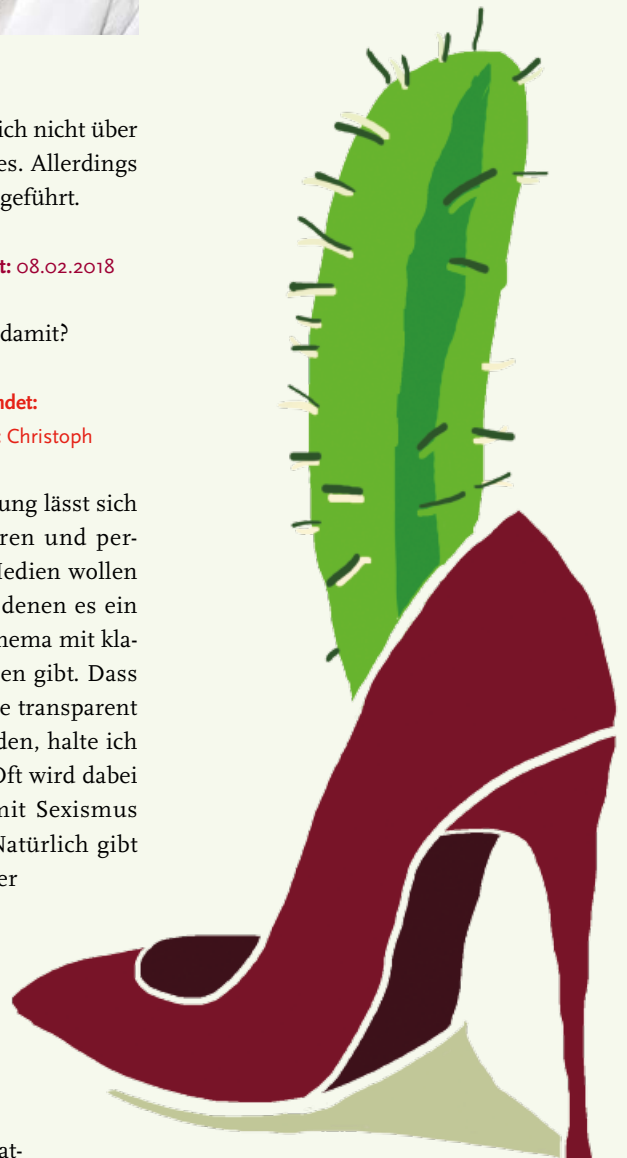 ich nicht über
es. Allerdings
geführt.
t: 08.02.2018
damit?
ndet:
: Christoph
ung lässt sich
ren und per-
Medien wollen
denen es ein
hema mit kla-
en gibt. Dass
e transparent
den, halte ich
Oft wird dabei
mit Sexismus
Natürlich gibt
er
at-